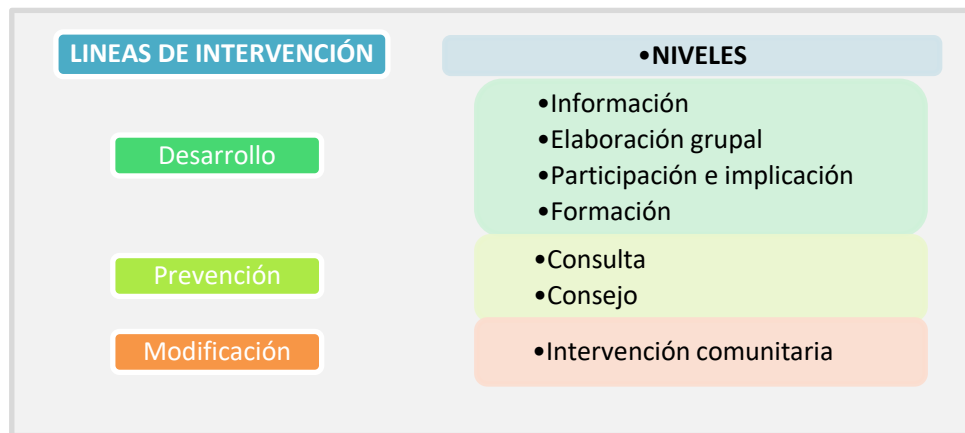 LINEAS DE INTERVENCIÓN
•NIVELES
Desarrollo
•Información
•Elaboración grupal
•Participación e implicación
•Formación
Prevención
•Consulta
•Consejo
Modificación
•Intervención comunitaria